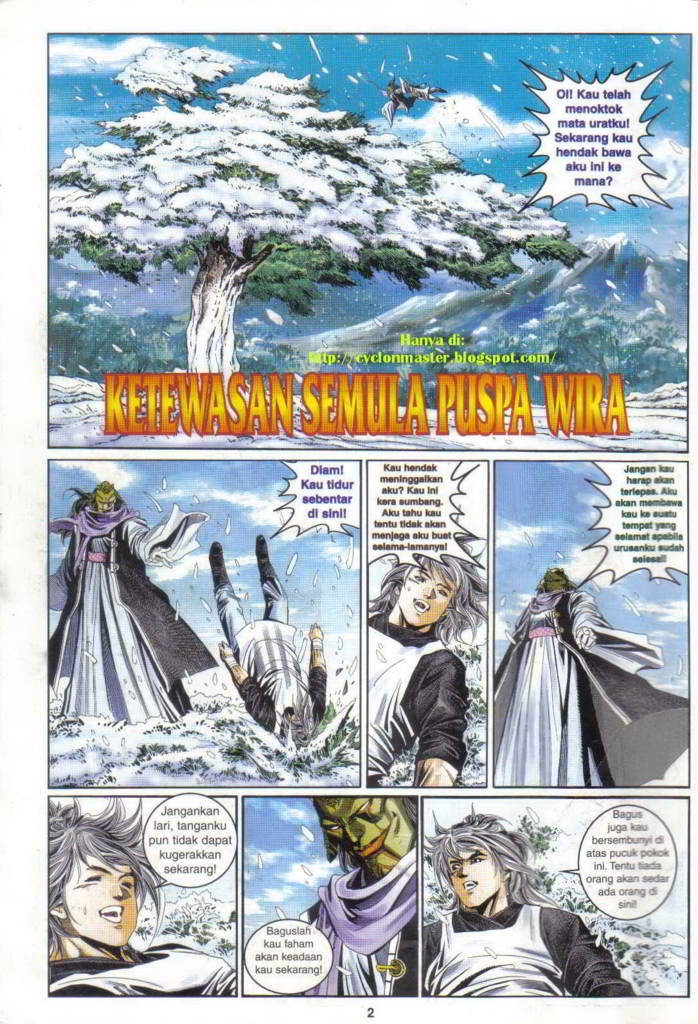 OI! Kau telah
menoktok
mata uratku!
Sekarang kau
hendak bawa
aku ini ke
mana?
Hanya di:
http://cyclonmaster.blogspot.com/
KETEWASAN SEMULA PUSPA WIRA
Diam!
Kau tidur
sebentar
di sini!
Kau hendak
meninggalkan
aku? Kau ini
kera sumbang.
Aku tahu kau
tentu tidak akan
menjaga aku buat
selama-lamanya!
Jangan kau
harap akan
terlepas. Aku
akan membawa
kau ke suatu
tempat yang
selamat apabila
urusanku sudah
selesai!
Jangankan
lari, tanganku
pun tidak dapat
kugerakkan
sekarang!
Baguslah
kau faham
akan keadaan
kau sekarang!
Bagus
juga kau
bersembunyi di
atas pucuk pokok
ini. Tentu tiada
orang akan sedar
ada orang di
sini!
2